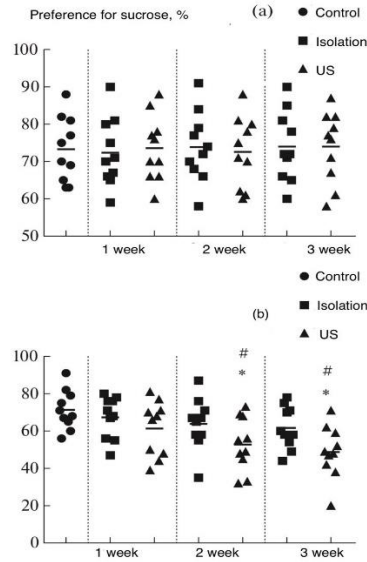 Preference for sucrose, %
(a)
● Control
■ Isolation
▲ US
100
90
80
70
60
50
1 week
2 week
3 week
● Control
■ Isolation
▲ US
(b)
100
80
60
40
20
0
#
*
#
*
1 week
2 week
3 week